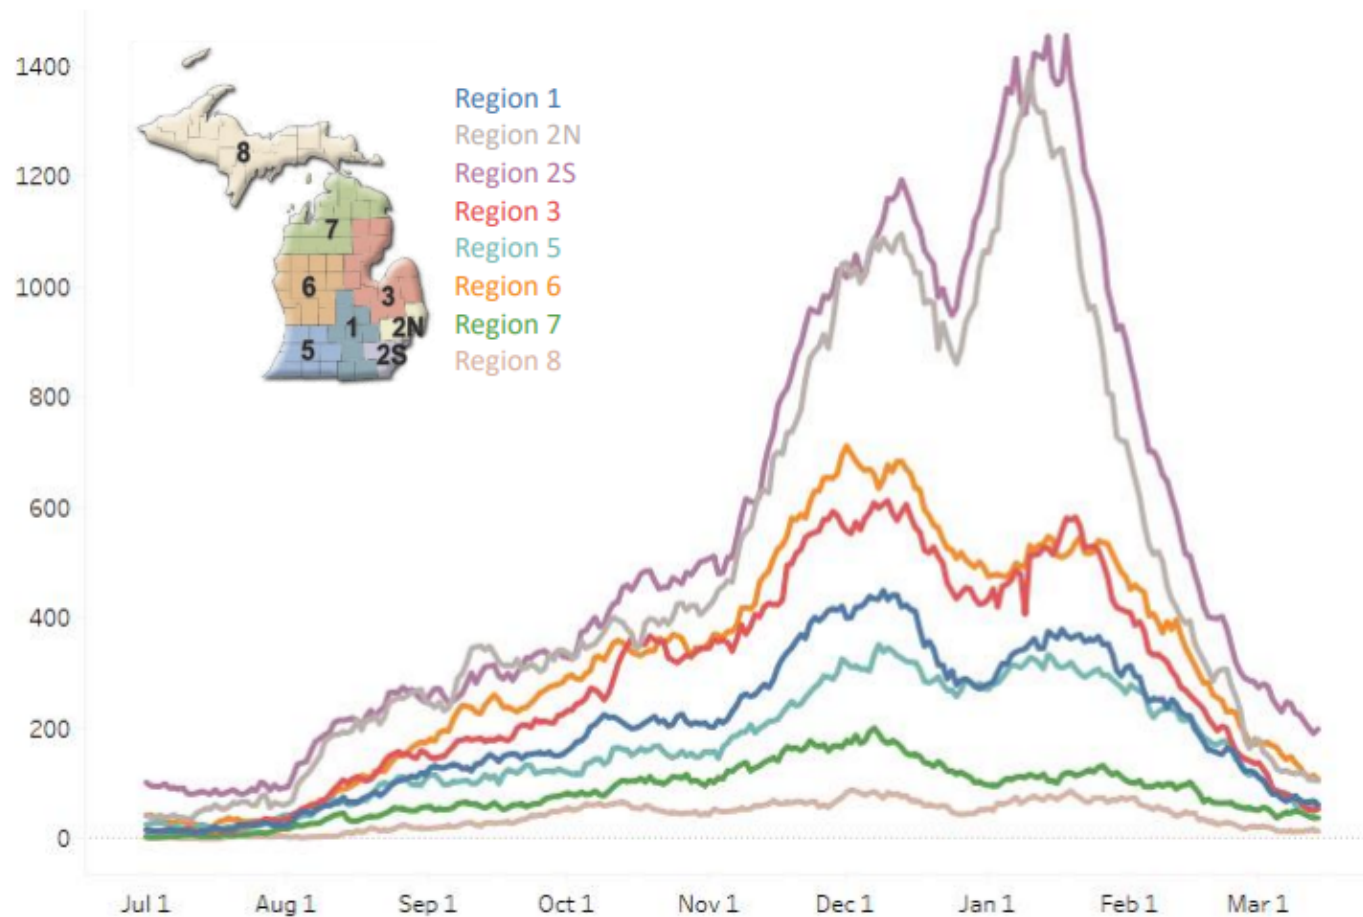 1400
1200
1000
800
600
400
200
0
8
7
6
3
1
2N
5
2S
Region 1
Region 2N
Region 2S
Region 3
Region 5
Region 6
Region 7
Region 8
Jul 1 Aug 1 Sep 1 Oct 1 Nov 1 Dec 1 Jan 1 Feb 1 Mar 1